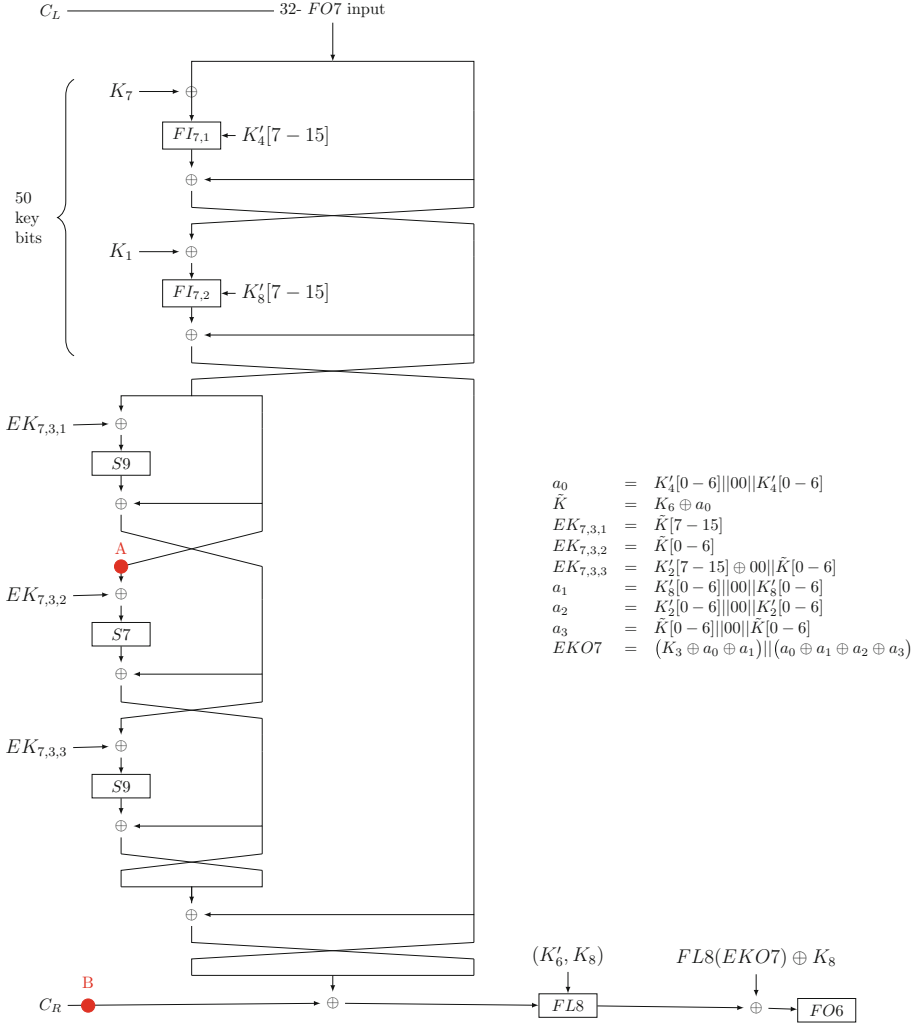 C_L 32- FO7 input
K_7
FI_{7,1} K'_4[7 − 15]
50
key
bits
K_1
FI_{7,2} K'_8[7 − 15]
EK_{7,3,1}
S9
A
EK_{7,3,2}
S7
EK_{7,3,3}
S9
a_0 = K'_4[0 − 6]||00||K'_4[0 − 6]
K̃ = K_6 ⊕ a_0
EK_{7,3,1} = K̃[7 − 15]
EK_{7,3,2} = K̃[0 − 6]
EK_{7,3,3} = K'_2[7 − 15] ⊕ 00||K̃[0 − 6]
a_1 = K'_8[0 − 6]||00||K'_8[0 − 6]
a_2 = K'_2[0 − 6]||00||K'_2[0 − 6]
a_3 = K̃[0 − 6]||00||K̃[0 − 6]
EKO7 = (K_3 ⊕ a_0 ⊕ a_1)||(a_0 ⊕ a_1 ⊕ a_2 ⊕ a_3)
(K'_6, K_8) FL8(EKO7) ⊕ K_8
B
C_R FL8 FO6